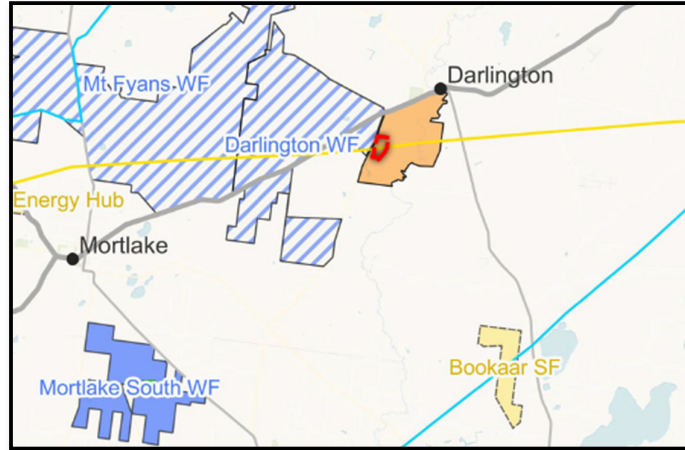 Mt Fyans WF
Darlington
Darlington WF
Energy Hub
Mortlake
Bookaar SF
Mortlake South WF